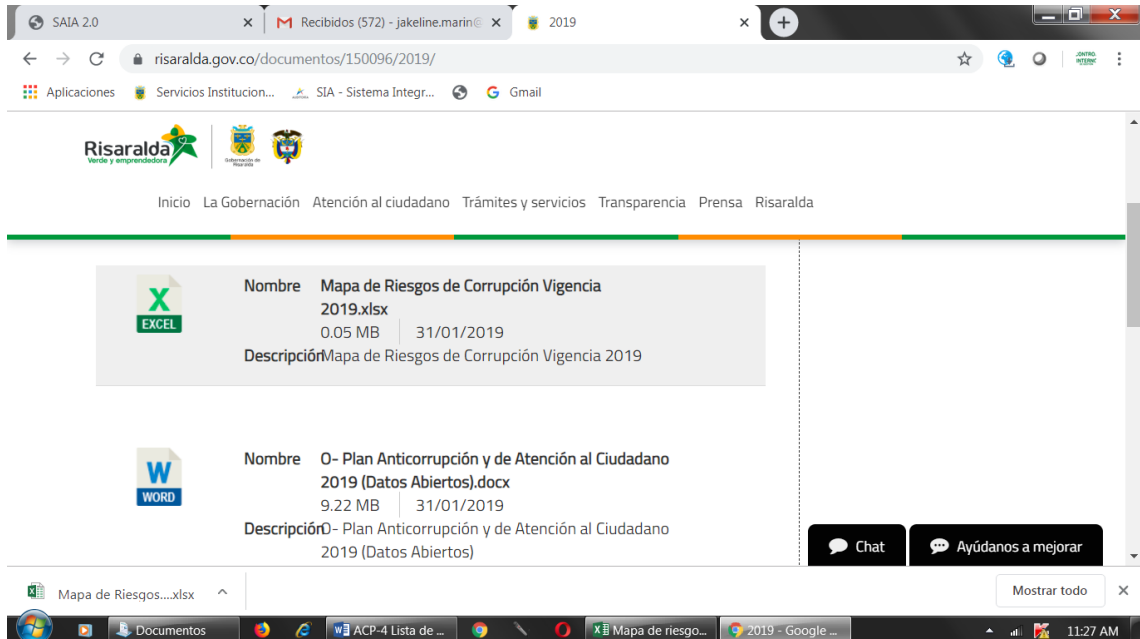 SAIA 2.0
Recibidos (572) - jakeline.marin@
2019
risaralda.gov.co/documentos/150096/2019/
Aplicaciones
Servicios Institucion...
SIA - Sistema Integr...
Gmail
Risaralda
Verde y emprendedora
Gobernación de
Risaralda
Inicio La Gobernación Atención al ciudadano Trámites y servicios Transparencia Prensa Risaralda
EXCEL
Nombre Mapa de Riesgos de Corrupción Vigencia
2019.xlsx
0.05 MB 31/01/2019
Descripción Mapa de Riesgos de Corrupción Vigencia 2019
WORD
Nombre O- Plan Anticorrupción y de Atención al Ciudadano
2019 (Datos Abiertos).docx
9.22 MB 31/01/2019
Descripción O- Plan Anticorrupción y de Atención al Ciudadano
2019 (Datos Abiertos)
Chat
Ayúdanos a mejorar
Mapa de Riesgos....xlsx
Mostrar todo
Documentos
ACP-4 Lista de ...
Mapa de riesgo...
2019 - Google ...
11:27 AM